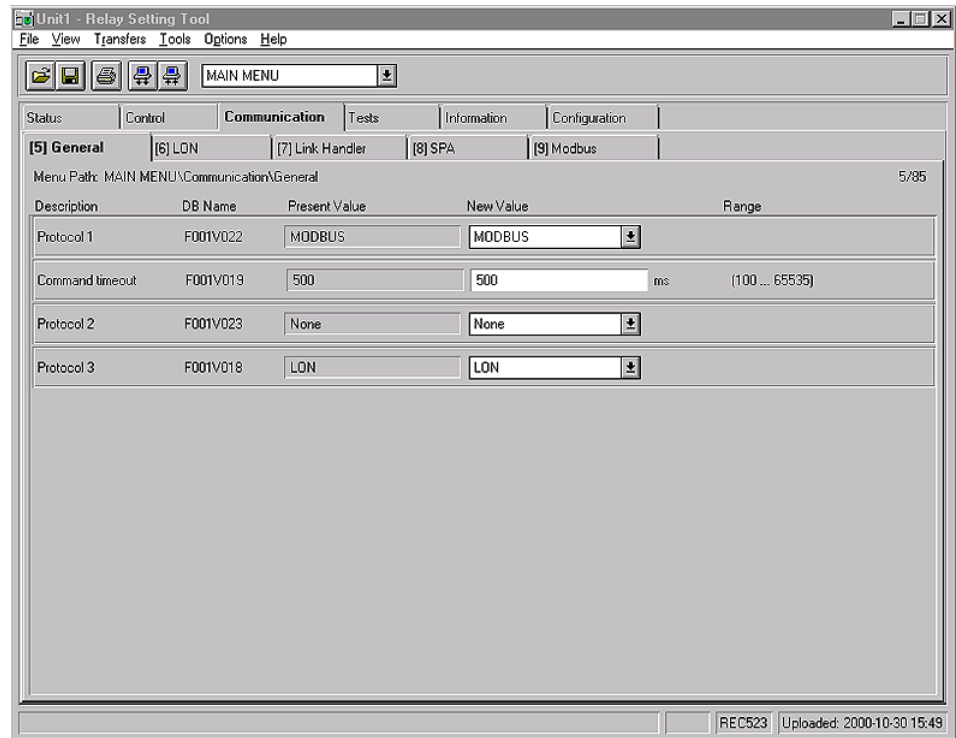 Unit1 - Relay Setting Tool
File View Transfers Tools Options Help
MAIN MENU
Status Control Communication Tests Information Configuration
[5] General [6] LON [7] Link Handler [8] SPA [9] Modbus
Menu Path: MAIN MENU\Communication\General 5/85
Description DB Name Present Value New Value Range
Protocol 1 F001V022 MODBUS MODBUS
Command timeout F001V019 500 500 ms (100 ... 65535)
Protocol 2 F001V023 None None
Protocol 3 F001V018 LON LON
REC523 Uploaded: 2000-10-30 15:49